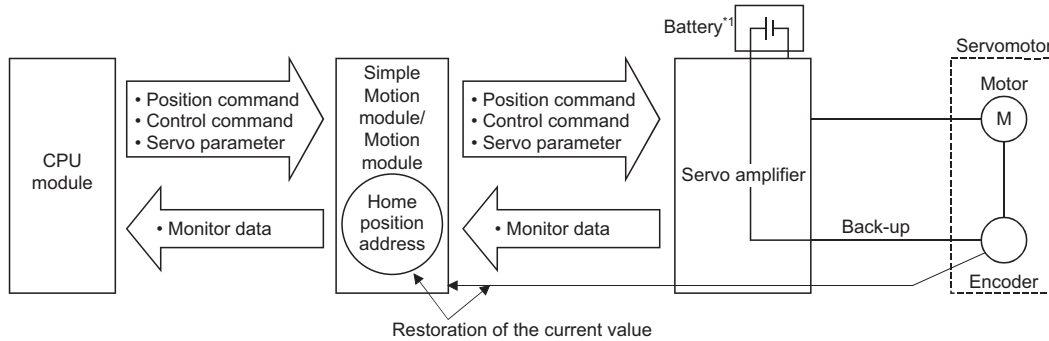 Battery*1
Servomotor
CPU
module
• Position command
• Control command
• Servo parameter
• Monitor data
Simple
Motion
module/
Motion
module
Home
position
address
• Position command
• Control command
• Servo parameter
• Monitor data
Servo amplifier
Back-up
Motor
M
Encoder
Restoration of the current value